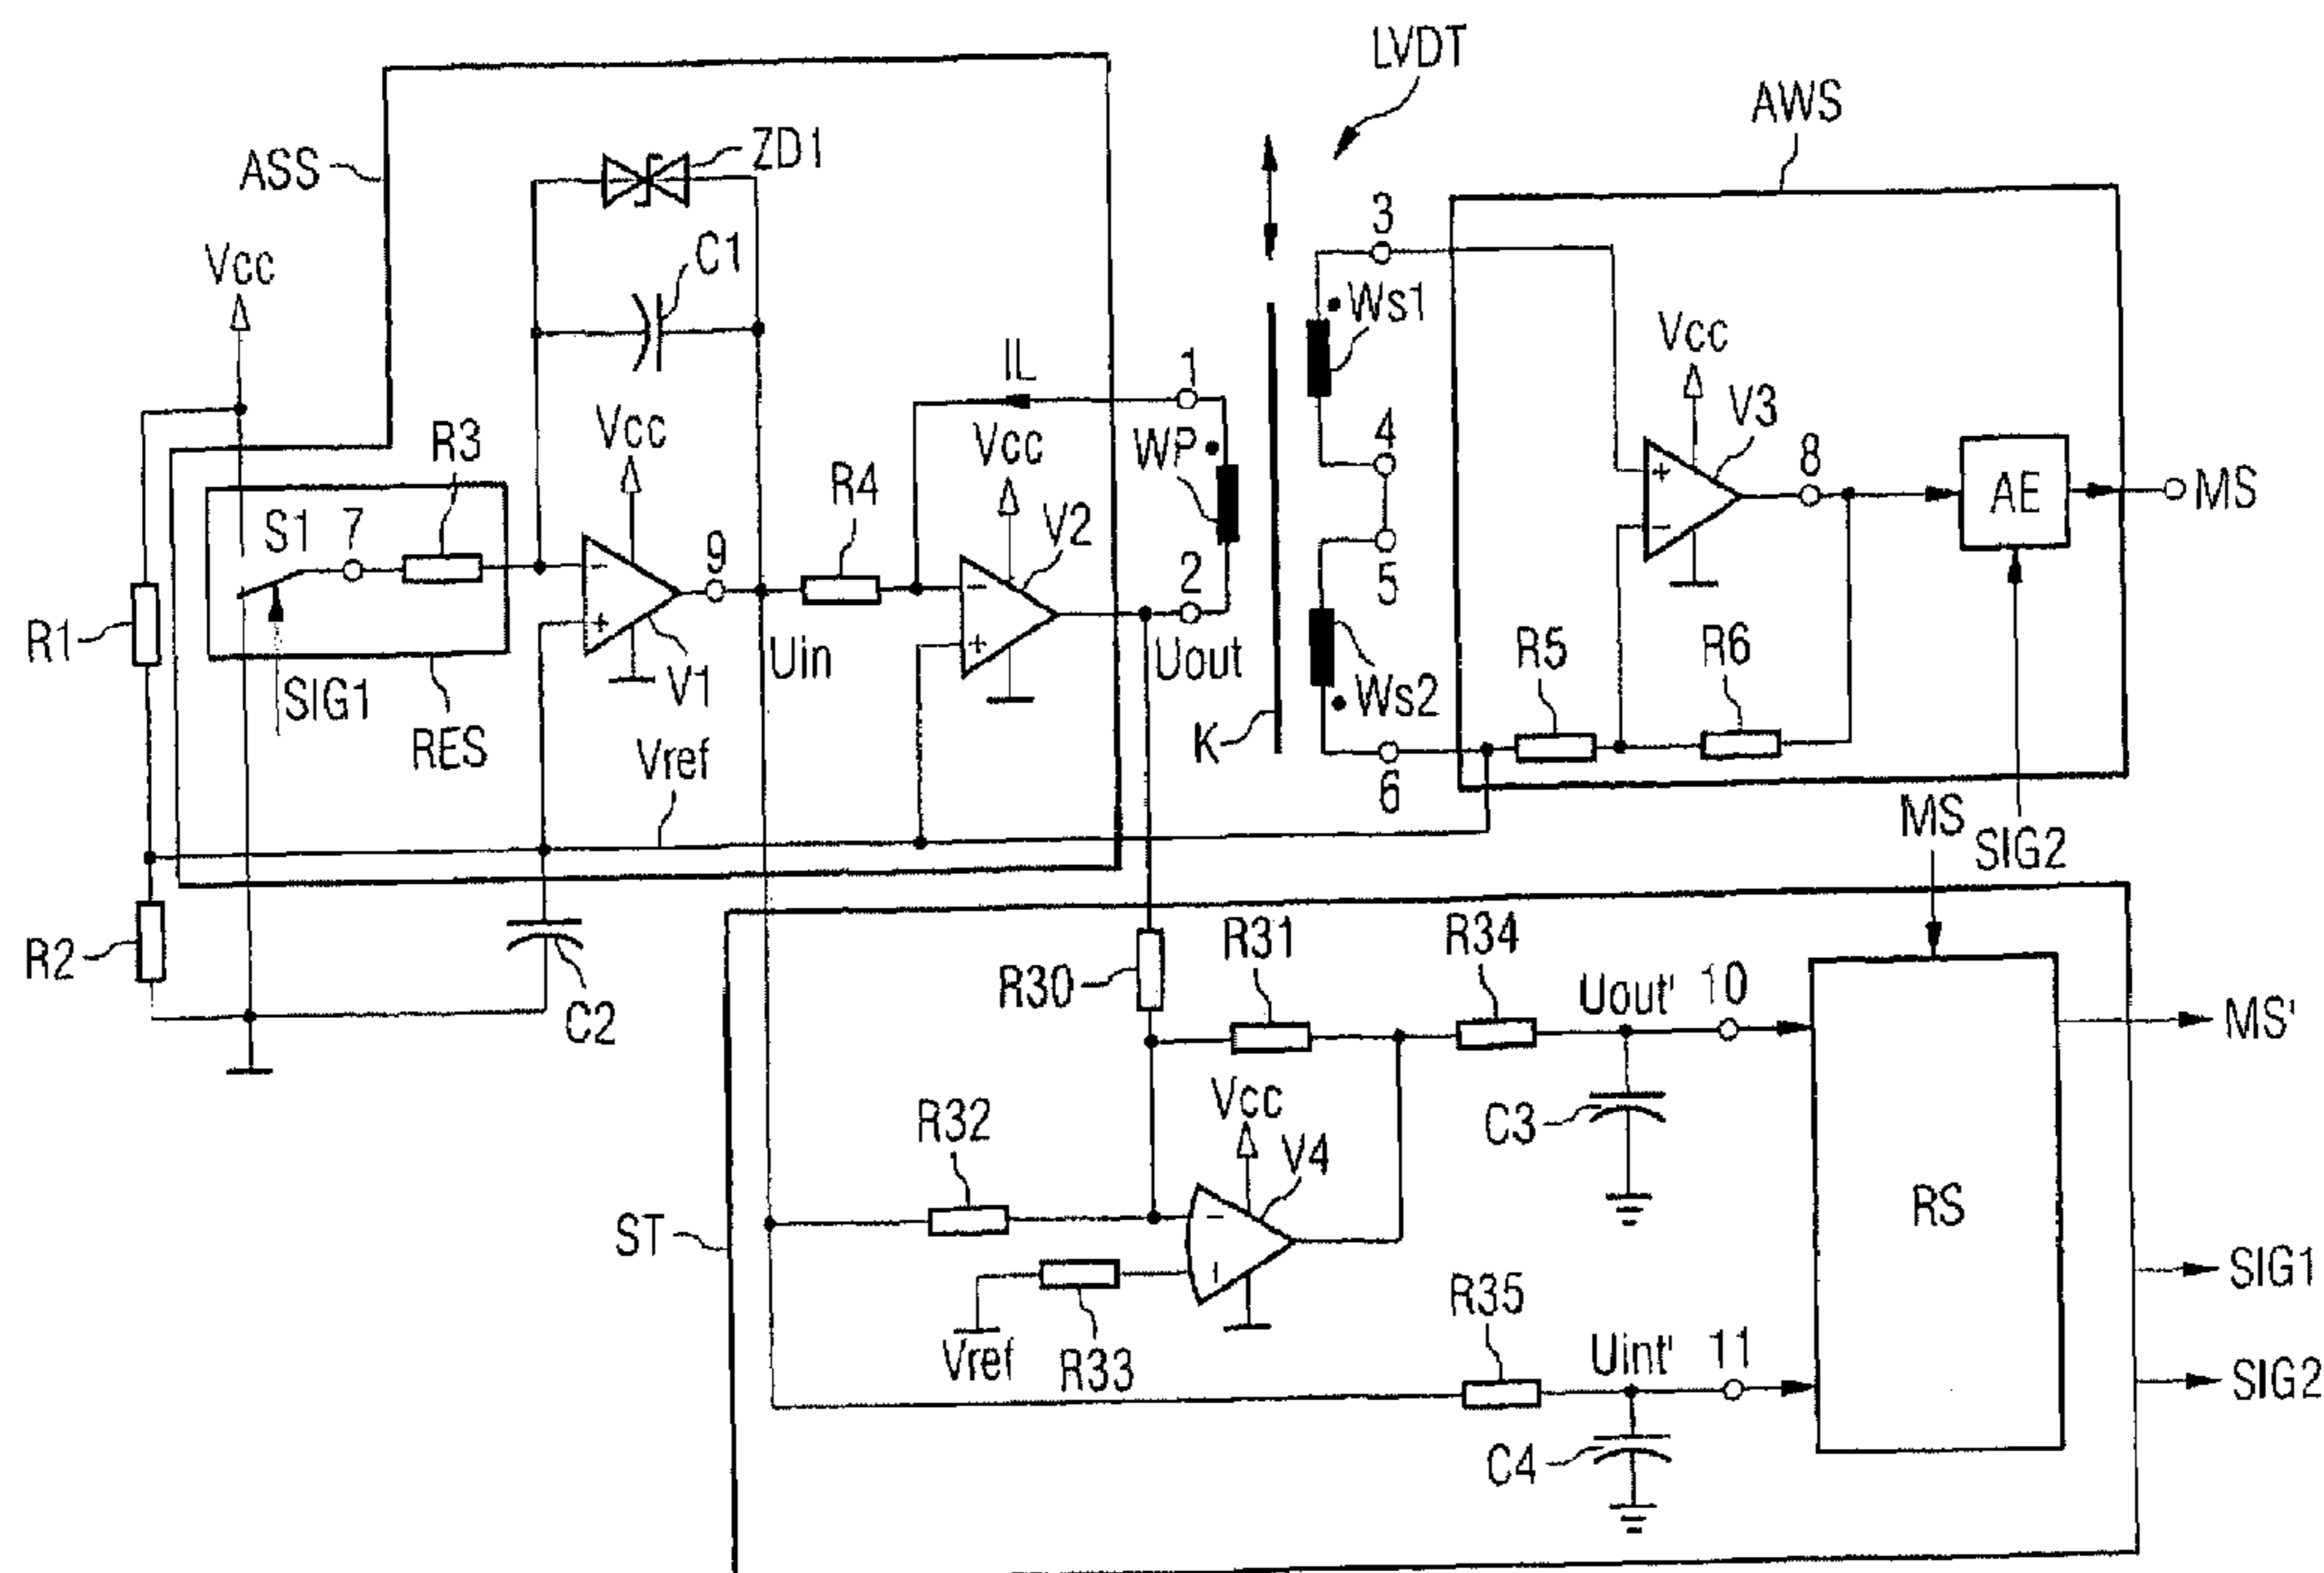 LVDT
AWS
ASS
ZD1
C1
Vcc
3
Ws1
IL
1
Vcc
V3
R3
Vcc
Vcc
WP
4
8
AE
MS
S1
7
R4
V2
9
2
5
R1
SIG1
V1
Uin
Uout
Ws2
R5
R6
RES
Vref
K
6
MS
SIG2
R2
C2
R30
R31
R34
Uout' 10
MS'
R32
Vcc
V4
C3
RS
ST
R35
SIG1
Vref
R33
Uint' 11
SIG2
C4